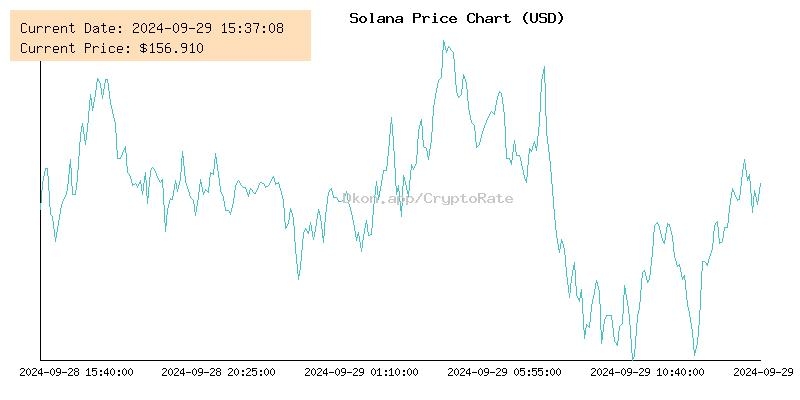 Solana Price Chart (USD)
Current Date: 2024-09-29 15:37:08
Current Price: $156.910
Dkon.app/CryptoRate
2024-09-28 15:40:00
2024-09-28 20:25:00
2024-09-29 01:10:00
2024-09-29 05:55:00
2024-09-29 10:40:00
2024-09-29